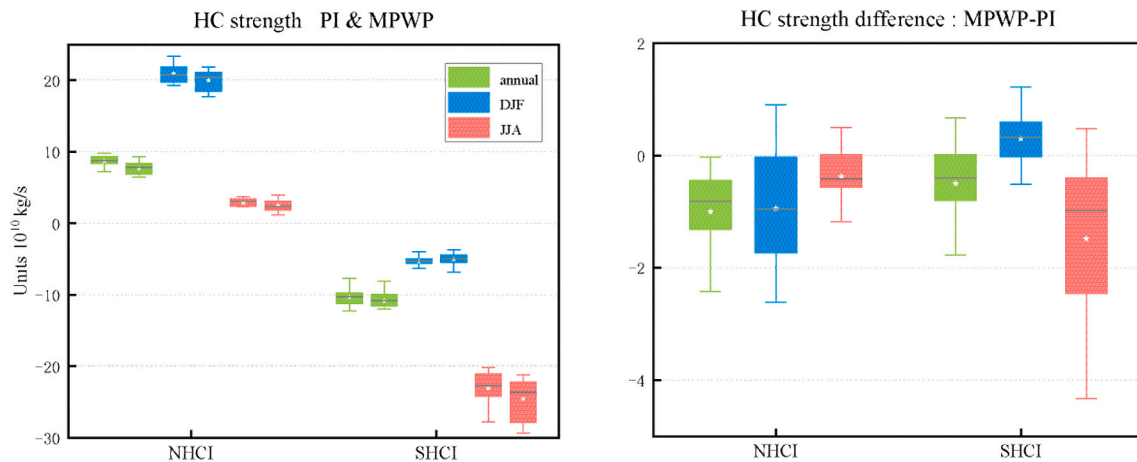 HC strength PI & MPWP
Units 10¹⁰ kg/s
20
10
0
−10
−20
−30
annual
DJF
JJA
NHCI SHCI
HC strength difference : MPWP-PI
2
0
−2
−4
NHCI SHCI